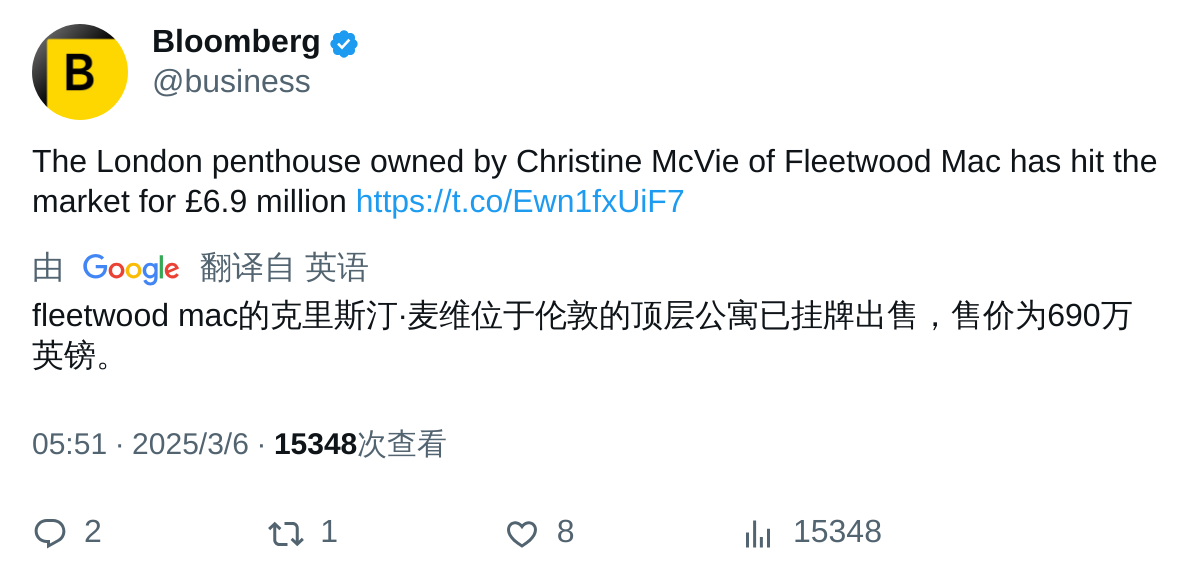 B
Bloomberg
@business
The London penthouse owned by Christine McVie of Fleetwood Mac has hit the
market for £6.9 million https://t.co/Ewn1fxUiF7
由 Google 翻译自 英语
fleetwood mac的克里斯汀·麦维位于伦敦的顶层公寓已挂牌出售，售价为690万
英镑。
05:51 · 2025/3/6 · 15348次查看
2 1 8 15348